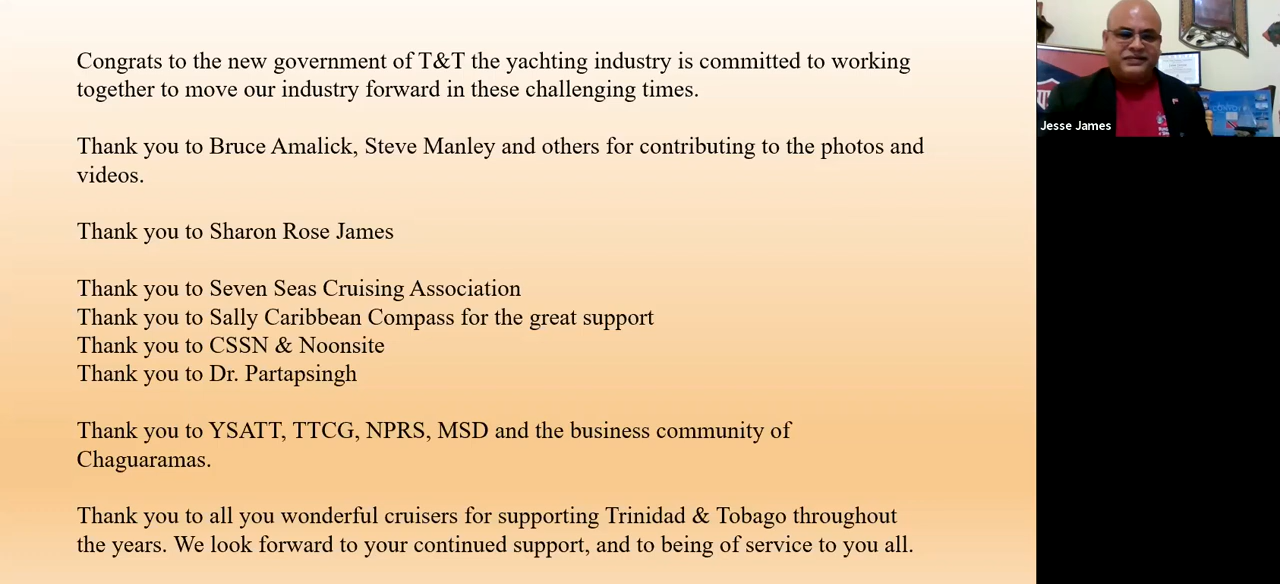 Congrats to the new government of T&T the yachting industry is committed to working
together to move our industry forward in these challenging times.
Thank you to Bruce Amalick, Steve Manley and others for contributing to the photos and
videos.
Thank you to Sharon Rose James
Thank you to Seven Seas Cruising Association
Thank you to Sally Caribbean Compass for the great support
Thank you to CSSN & Noonsite
Thank you to Dr. Partapsingh
Thank you to YSATT, TTCG, NPRS, MSD and the business community of
Chaguaramas.
Thank you to all you wonderful cruisers for supporting Trinidad & Tobago throughout
the years. We look forward to your continued support, and to being of service to you all.
Jesse James